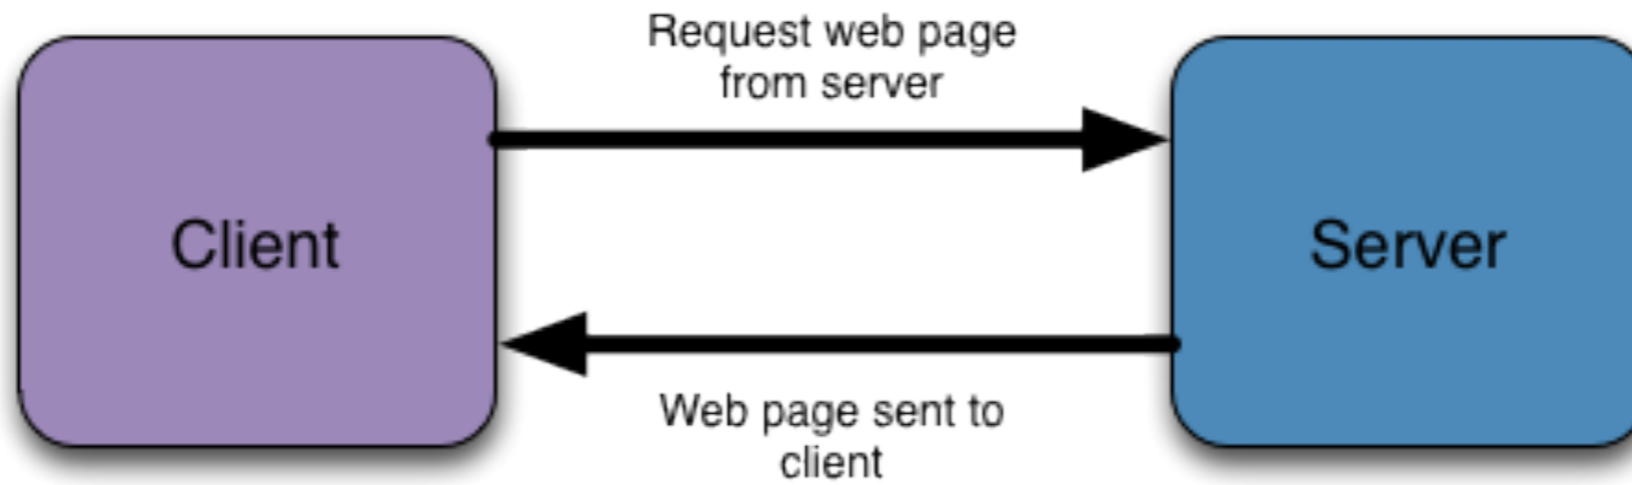 Request web page
from server
Client
Server
Web page sent to
client